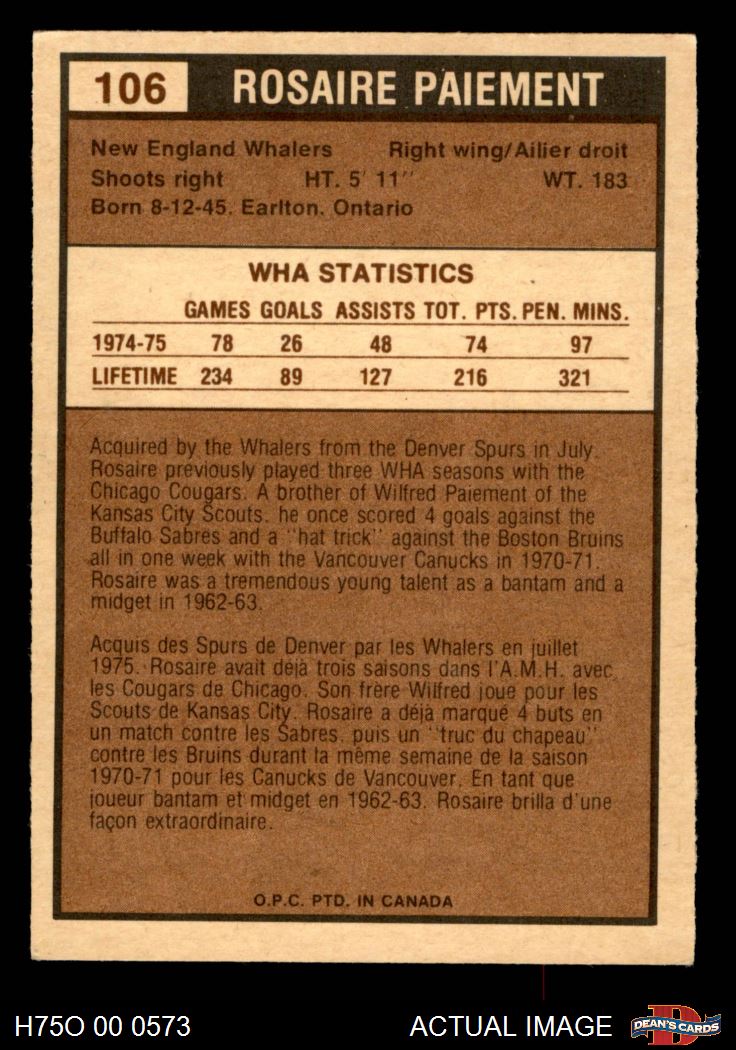 106 ROSAIRE PAIEMENT
New England Whalers Right wing/Ailier droit
Shoots right HT. 5' 11'' WT. 183
Born 8-12-45. Earlton. Ontario
WHA STATISTICS
GAMES GOALS ASSISTS TOT. PTS. PEN. MINS.
1974-75 78 26 48 74 97
LIFETIME 234 89 127 216 321
Acquired by the Whalers from the Denver Spurs in July.
Rosaire previously played three WHA seasons with the
Chicago Cougars. A brother of Wilfred Paiement of the
Kansas City Scouts. he once scored 4 goals against the
Buffalo Sabres and a ''hat trick'' against the Boston Bruins
all in one week with the Vancouver Canucks in 1970-71.
Rosaire was a tremendous young talent as a bantam and a
midget in 1962-63.
Acquis des Spurs de Denver par les Whalers en juillet
1975. Rosaire avait déjà trois saisons dans l'A.M.H. avec
les Cougars de Chicago. Son frère Wilfred joue pour les
Scouts de Kansas City. Rosaire a déjà marqué 4 buts en
un match contre les Sabres. puis un ''truc du chapeau''
contre les Bruins durant la même semaine de la saison
1970-71 pour les Canucks de Vancouver. En tant que
joueur bantam et midget en 1962-63. Rosaire brilla d'une
façon extraordinaire.
O.P.C. PTD. IN CANADA
H75O 00 0573 ACTUAL IMAGE DEAN'S CARDS